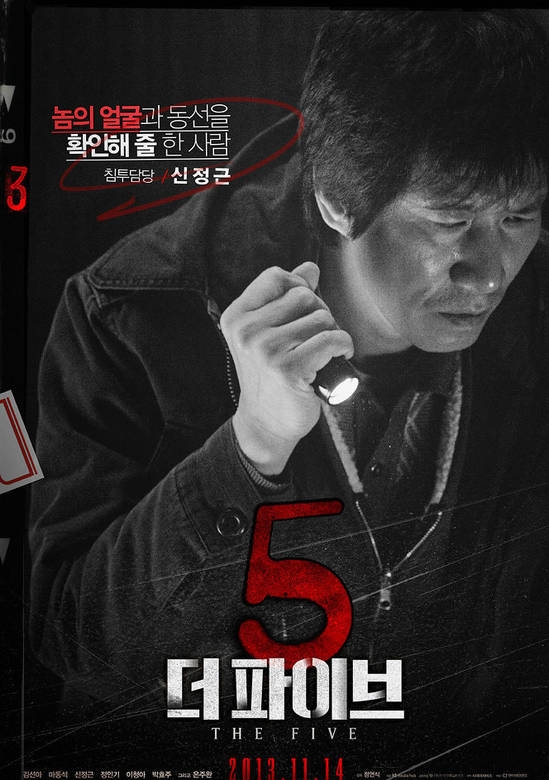 놈의 얼굴과 동선을
확인해 줄 한 사람
침투담당 / 신정근
3
5
더 파이브
THE FIVE
김선아 마동석 신정근 정인기 이청아 박효주 그리고 온주완
2013.11.14